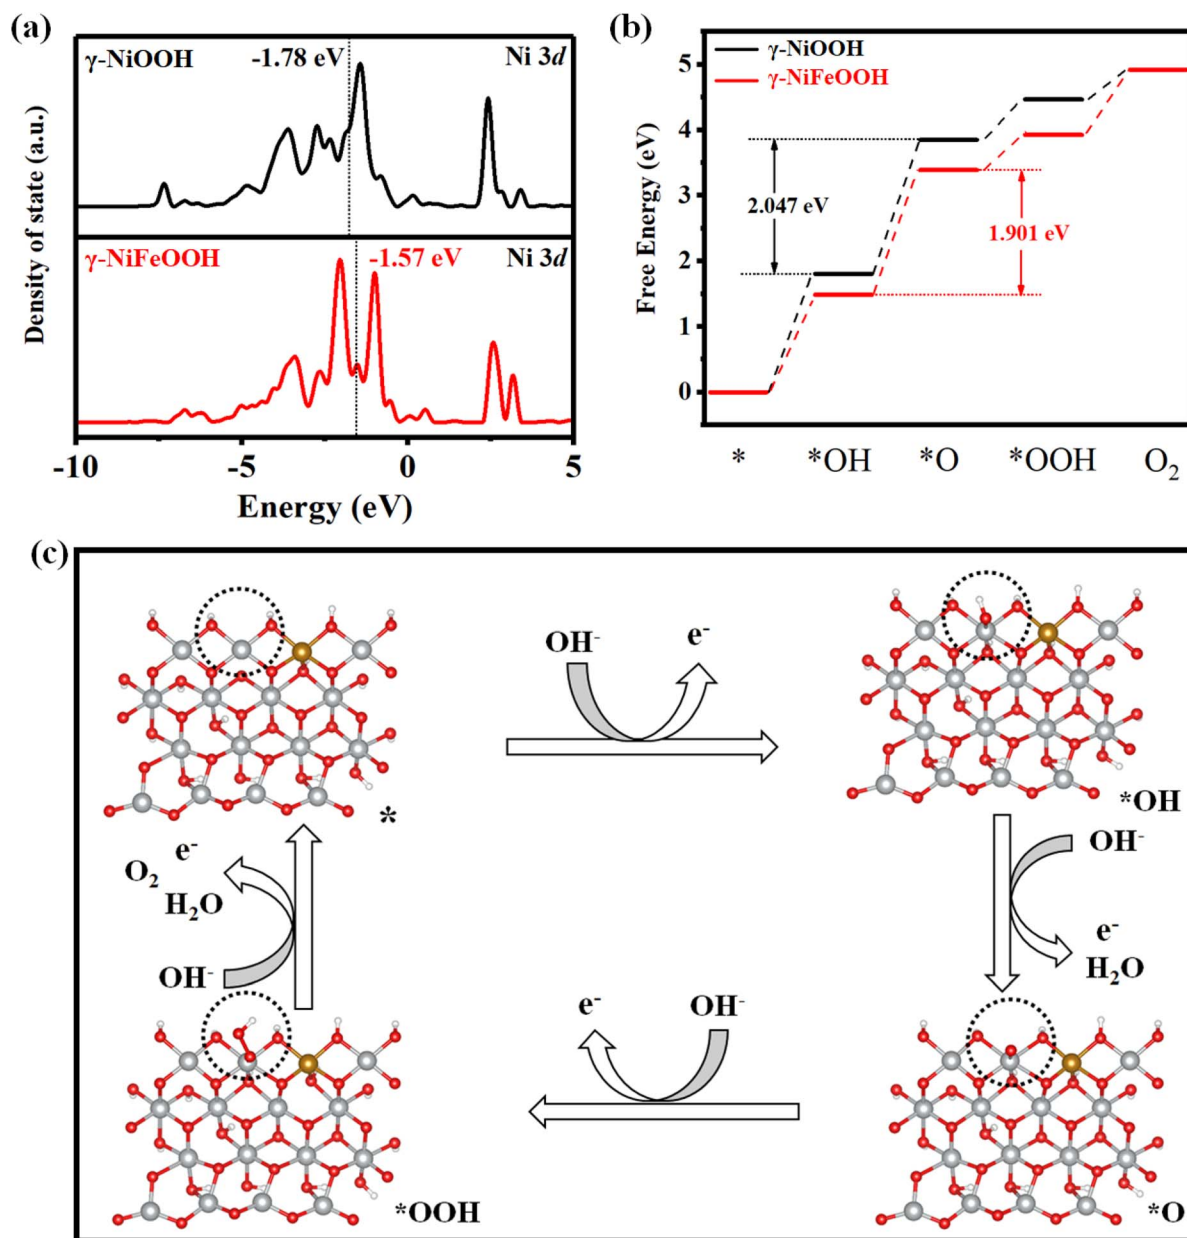 (a)
γ-NiOOH
-1.78 eV
Ni 3d
γ-NiFeOOH
-1.57 eV
Ni 3d
Density of state (a.u.)
-10
-5
0
5
Energy (eV)
(b)
γ-NiOOH
γ-NiFeOOH
5
4
3
2
1
0
Free Energy (eV)
2.047 eV
1.901 eV
*
*OH
*O
*OOH
O₂
(c)
*
OH⁻
e⁻
*OH
OH⁻
e⁻
H₂O
*O
OH⁻
e⁻
*OOH
OH⁻
e⁻
O₂
H₂O